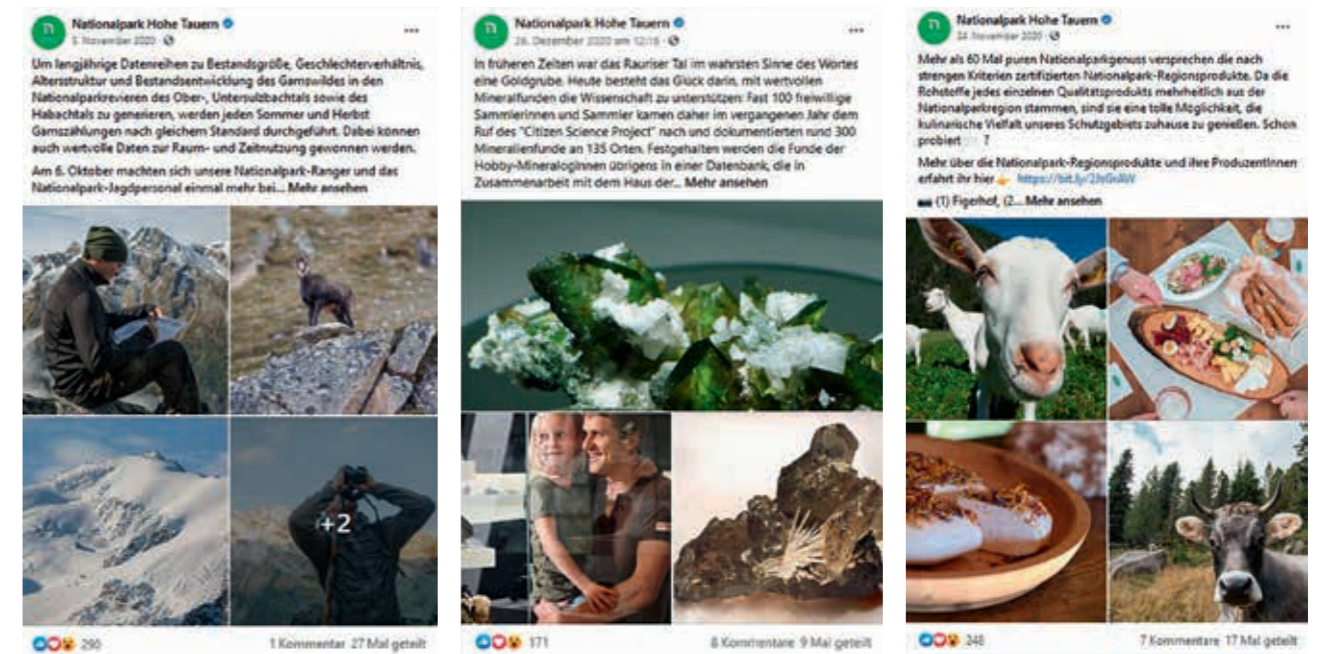 Nationalpark Hohe Tauern
5. November 2020
Um langjährige Datenreihen zu Bestandsgröße, Geschlechterverhältnis,
Altersstruktur und Bestandsentwicklung des Gamswildes in den
Nationalparkrevieren des Ober-, Untersulzbachtals sowie des
Habachtals zu generieren, werden jeden Sommer und Herbst
Gamszählungen nach gleichem Standard durchgeführt. Dabei können
auch wertvolle Daten zur Raum- und Zeitnutzung gewonnen werden.
Am 6. Oktober machten sich unsere Nationalpark-Ranger und das
Nationalpark-Jagdpersonal einmal mehr bei... Mehr ansehen
+2
290
1 Kommentar 27 Mal geteilt
Nationalpark Hohe Tauern
26. Dezember 2020 um 12:16
In früheren Zeiten war das Rauriser Tal im wahrsten Sinne des Wortes
eine Goldgrube. Heute besteht das Glück darin, mit wertvollen
Mineralfunden die Wissenschaft zu unterstützen: Fast 100 freiwillige
Sammlerinnen und Sammler kamen daher im vergangenen Jahr dem
Ruf des "Citizen Science Project" nach und dokumentierten rund 300
Mineralienfunde an 135 Orten. Festgehalten werden die Funde der
Hobby-MineralogInnen übrigens in einer Datenbank, die in
Zusammenarbeit mit dem Haus der... Mehr ansehen
171
8 Kommentare 9 Mal geteilt
Nationalpark Hohe Tauern
24. November 2020
Mehr als 60 Mal puren Nationalparkgenuss versprechen die nach
strengen Kriterien zertifizierten Nationalpark-Regionsprodukte. Da die
Rohstoffe jedes einzelnen Qualitätsprodukts mehrheitlich aus der
Nationalparkregion stammen, sind sie eine tolle Möglichkeit, die
kulinarische Vielfalt unseres Schutzgebiets zuhause zu genießen. Schon
probiert ?
Mehr über die Nationalpark-Regionsprodukte und ihre ProduzentInnen
erfahrt ihr hier
(1) Figerhof, (2... Mehr ansehen
248
7 Kommentare 17 Mal geteilt